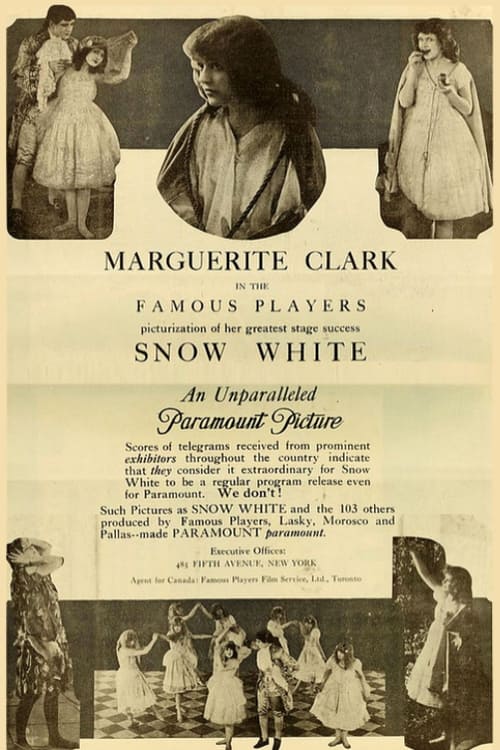 MARGUERITE CLARK
IN THE
FAMOUS PLAYERS
picturization of her greatest stage success
SNOW WHITE
An Unparalleled
Paramount Picture
Scores of telegrams received from prominent
exhibitors throughout the country indicate
that they consider it extraordinary for Snow
White to be a regular program release even
for Paramount. We don't!
Such Pictures as SNOW WHITE and the 103 others
produced by Famous Players, Lasky, Morosco and
Pallas--made PARAMOUNT paramount.
Executive Offices:
485 FIFTH AVENUE, NEW YORK
Agent for Canada: Famous Players Film Service, Ltd., Toronto